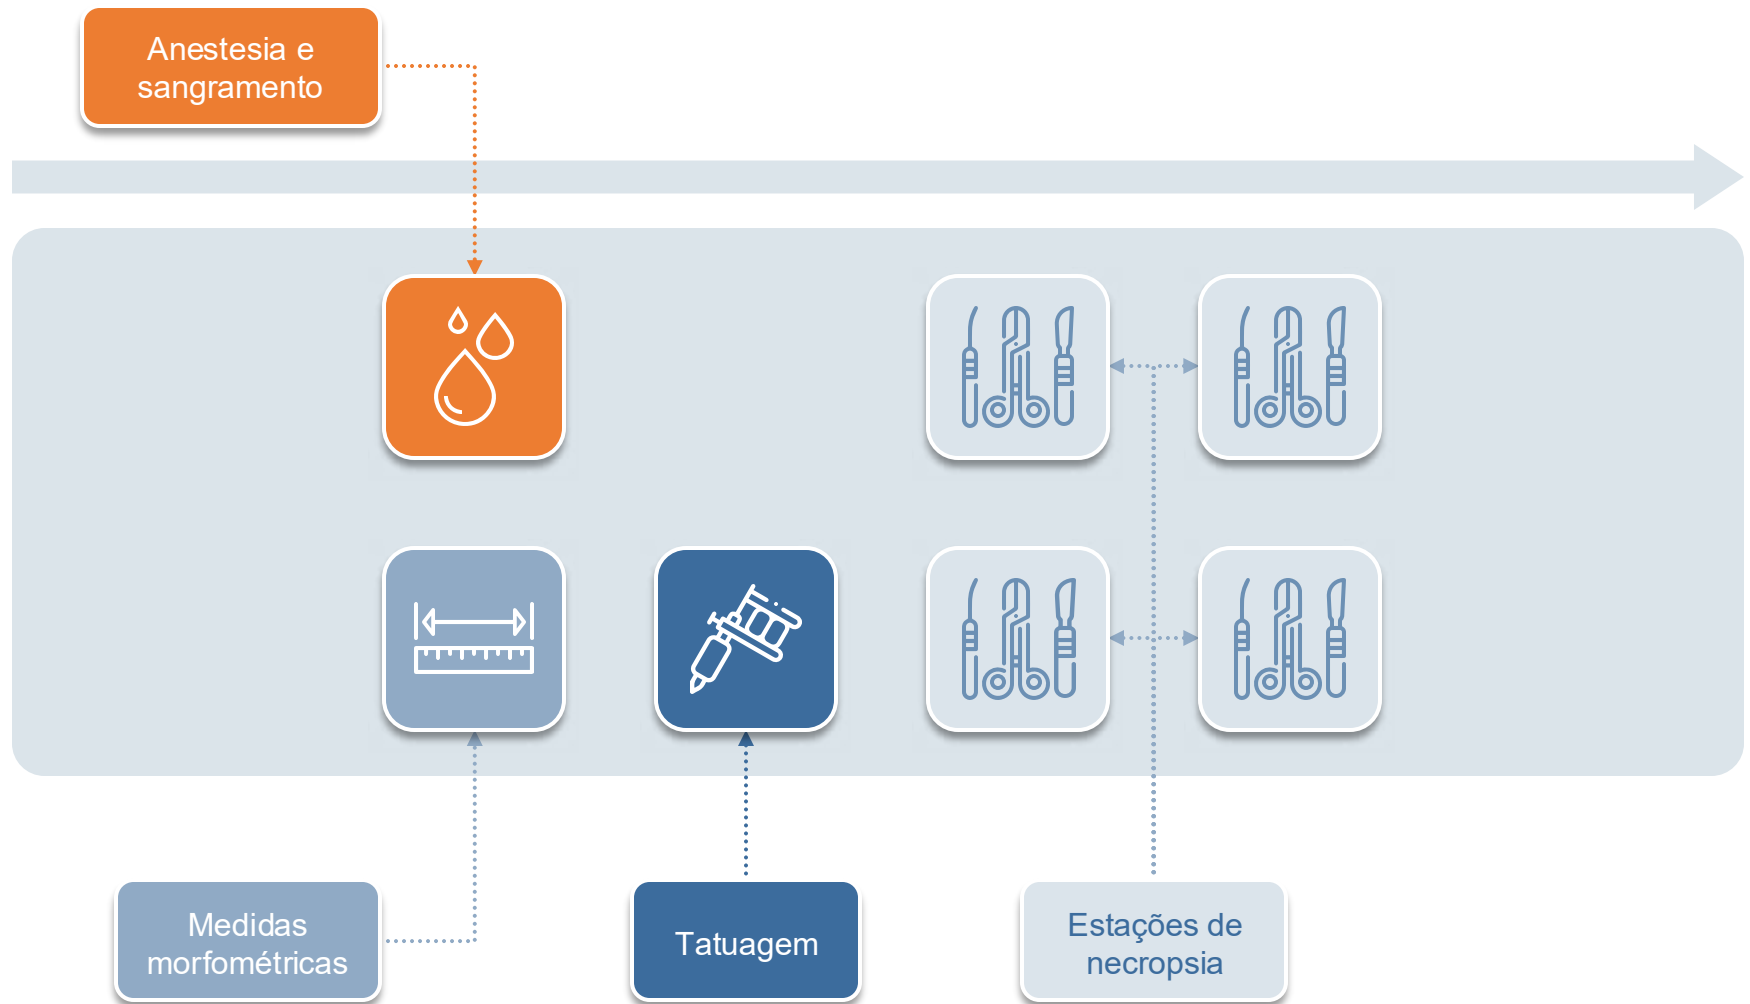 Anestesia e
sangramento
Medidas
morfométricas
Tatuagem
Estações de
necropsia